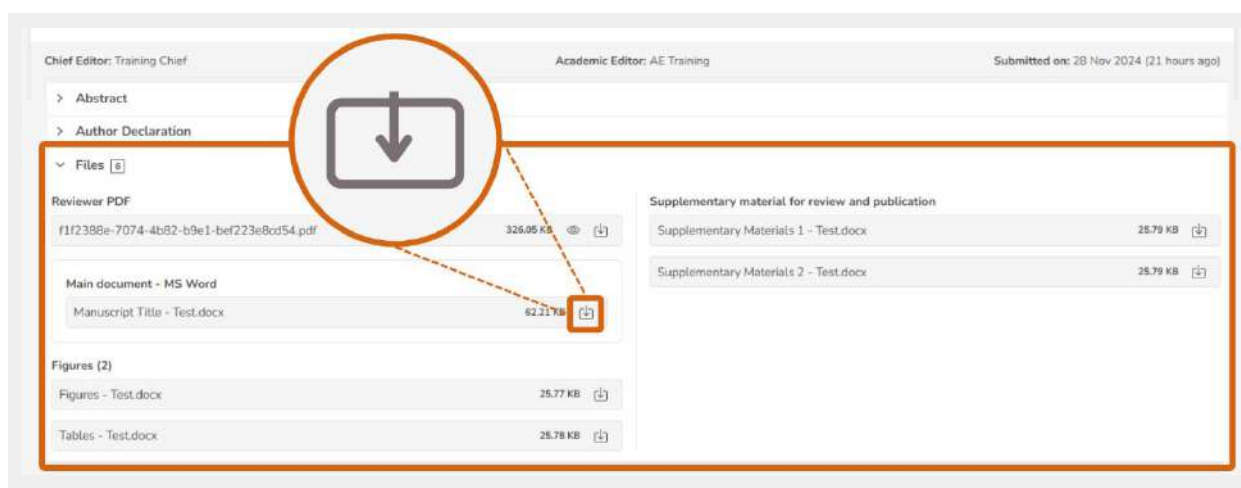 Chief Editor: Training Chief
Academic Editor: AE Training
Submitted on: 28 Nov 2024 (21 hours ago)
Abstract
Author Declaration
Files 6
Reviewer PDF
f1f2388e-7074-4b82-b9e1-bef223e8cd54.pdf 326.05 KB
Main document - MS Word
Manuscript Title - Test.docx 62.21 KB
Figures (2)
Figures - Test.docx 25.77 KB
Tables - Test.docx 25.78 KB
Supplementary material for review and publication
Supplementary Materials 1 - Test.docx 25.79 KB
Supplementary Materials 2 - Test.docx 25.79 KB